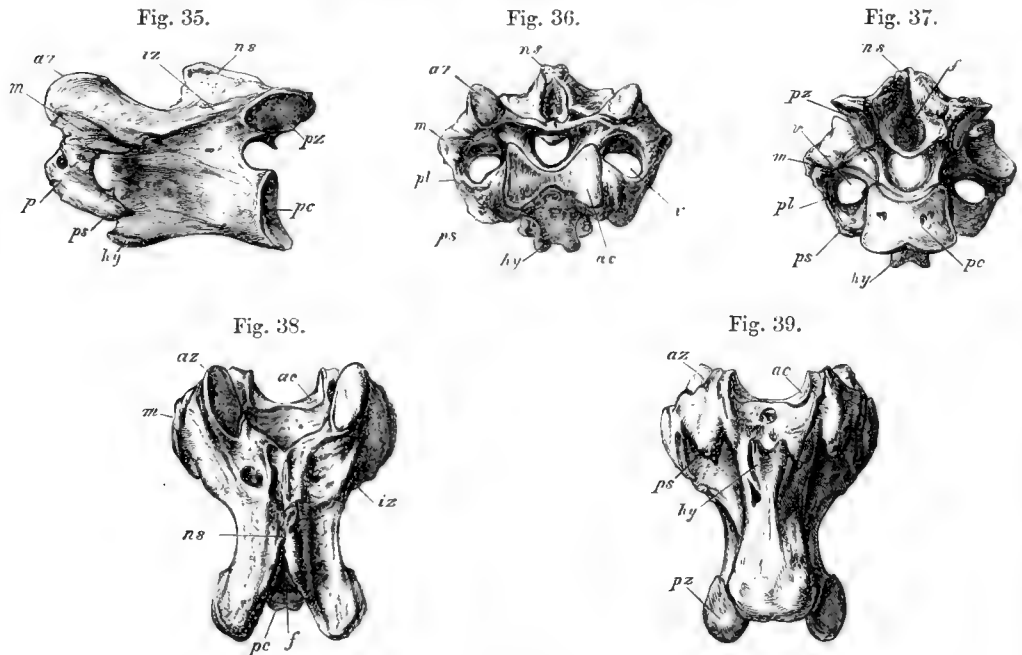 Fig. 35.
az
m
iz
ns
pz
p
ps
hy
pc
Fig. 36.
ns
az
m
pl
ps
hy
ac
v
Fig. 37.
ns
f
pz
v
m
pl
ps
hy
pc
Fig. 38.
az
ac
m
iz
ns
pc
f
Fig. 39.
az
ac
ps
hy
pz